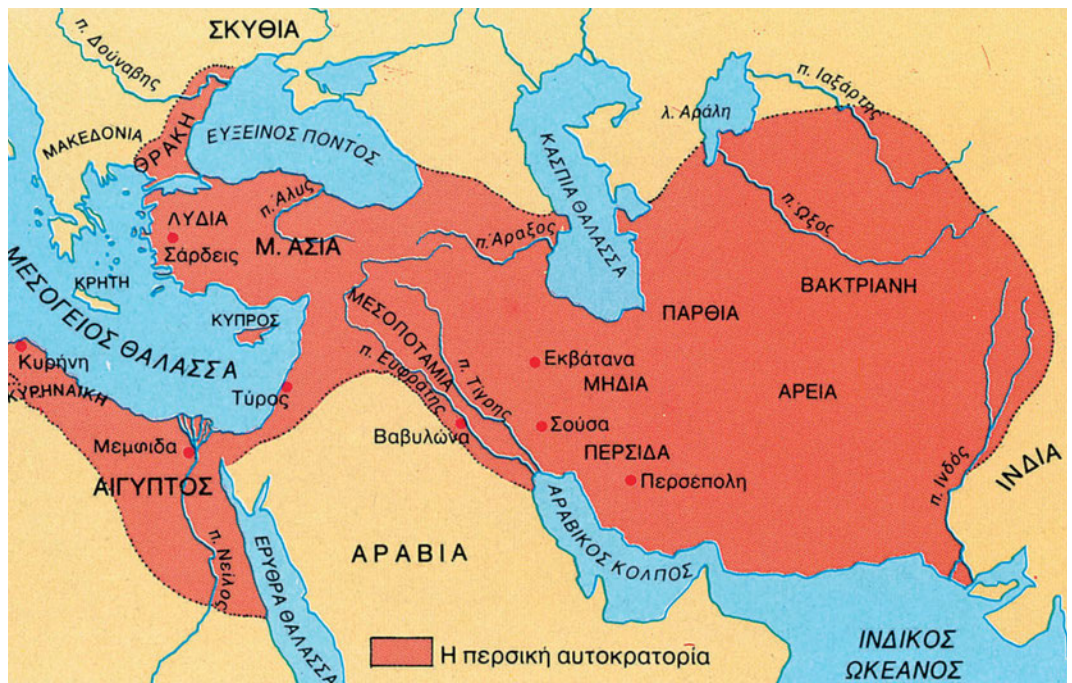 ΣΚΥΘΙΑ
π. Δούναβης
ΜΑΚΕΔΟΝΙΑ
ΘΡΑΚΗ
ΕΥΞΕΙΝΟΣ ΠΟΝΤΟΣ
ΚΑΣΠΙΑ ΘΑΛΑΣΣΑ
λ. Αράλη
π. Ιαξάρτης
π. Ώξος
ΛΥΔΙΑ
Σάρδεις
π. Άλυς
Μ. ΑΣΙΑ
π. Άραξος
ΒΑΚΤΡΙΑΝΗ
ΚΡΗΤΗ
ΚΥΠΡΟΣ
ΜΕΣΟΓΕΙΟΣ ΘΑΛΑΣΣΑ
ΜΕΣΟΠΟΤΑΜΙΑ
π. Ευφράτης
π. Τίγρης
ΠΑΡΘΙΑ
Κυρήνη
ΚΥΡΗΝΑΪΚΗ
Τύρος
Εκβάτανα
ΜΗΔΙΑ
ΑΡΕΙΑ
Βαβυλώνα
Σούσα
ΠΕΡΣΙΔΑ
Περσέπολη
Μεμφιδα
ΑΙΓΥΠΤΟΣ
π. Νείλος
π. Ινδός
ΙΝΔΙΑ
ΕΡΥΘΡΑ ΘΑΛΑΣΣΑ
ΑΡΑΒΙΑ
ΑΡΑΒΙΚΟΣ ΚΟΛΠΟΣ
ΙΝΔΙΚΟΣ
ΩΚΕΑΝΟΣ
Η περσική αυτοκρατορία